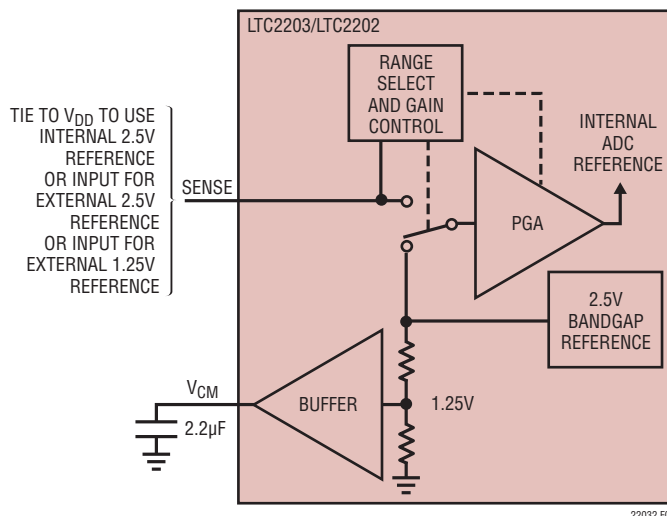 LTC2203/LTC2202
RANGE
SELECT
AND GAIN
CONTROL
TIE TO VDD TO USE
INTERNAL 2.5V
REFERENCE
OR INPUT FOR
EXTERNAL 2.5V
REFERENCE
OR INPUT FOR
EXTERNAL 1.25V
REFERENCE
SENSE
INTERNAL
ADC
REFERENCE
PGA
2.5V
BANDGAP
REFERENCE
VCM
BUFFER
1.25V
2.2µF